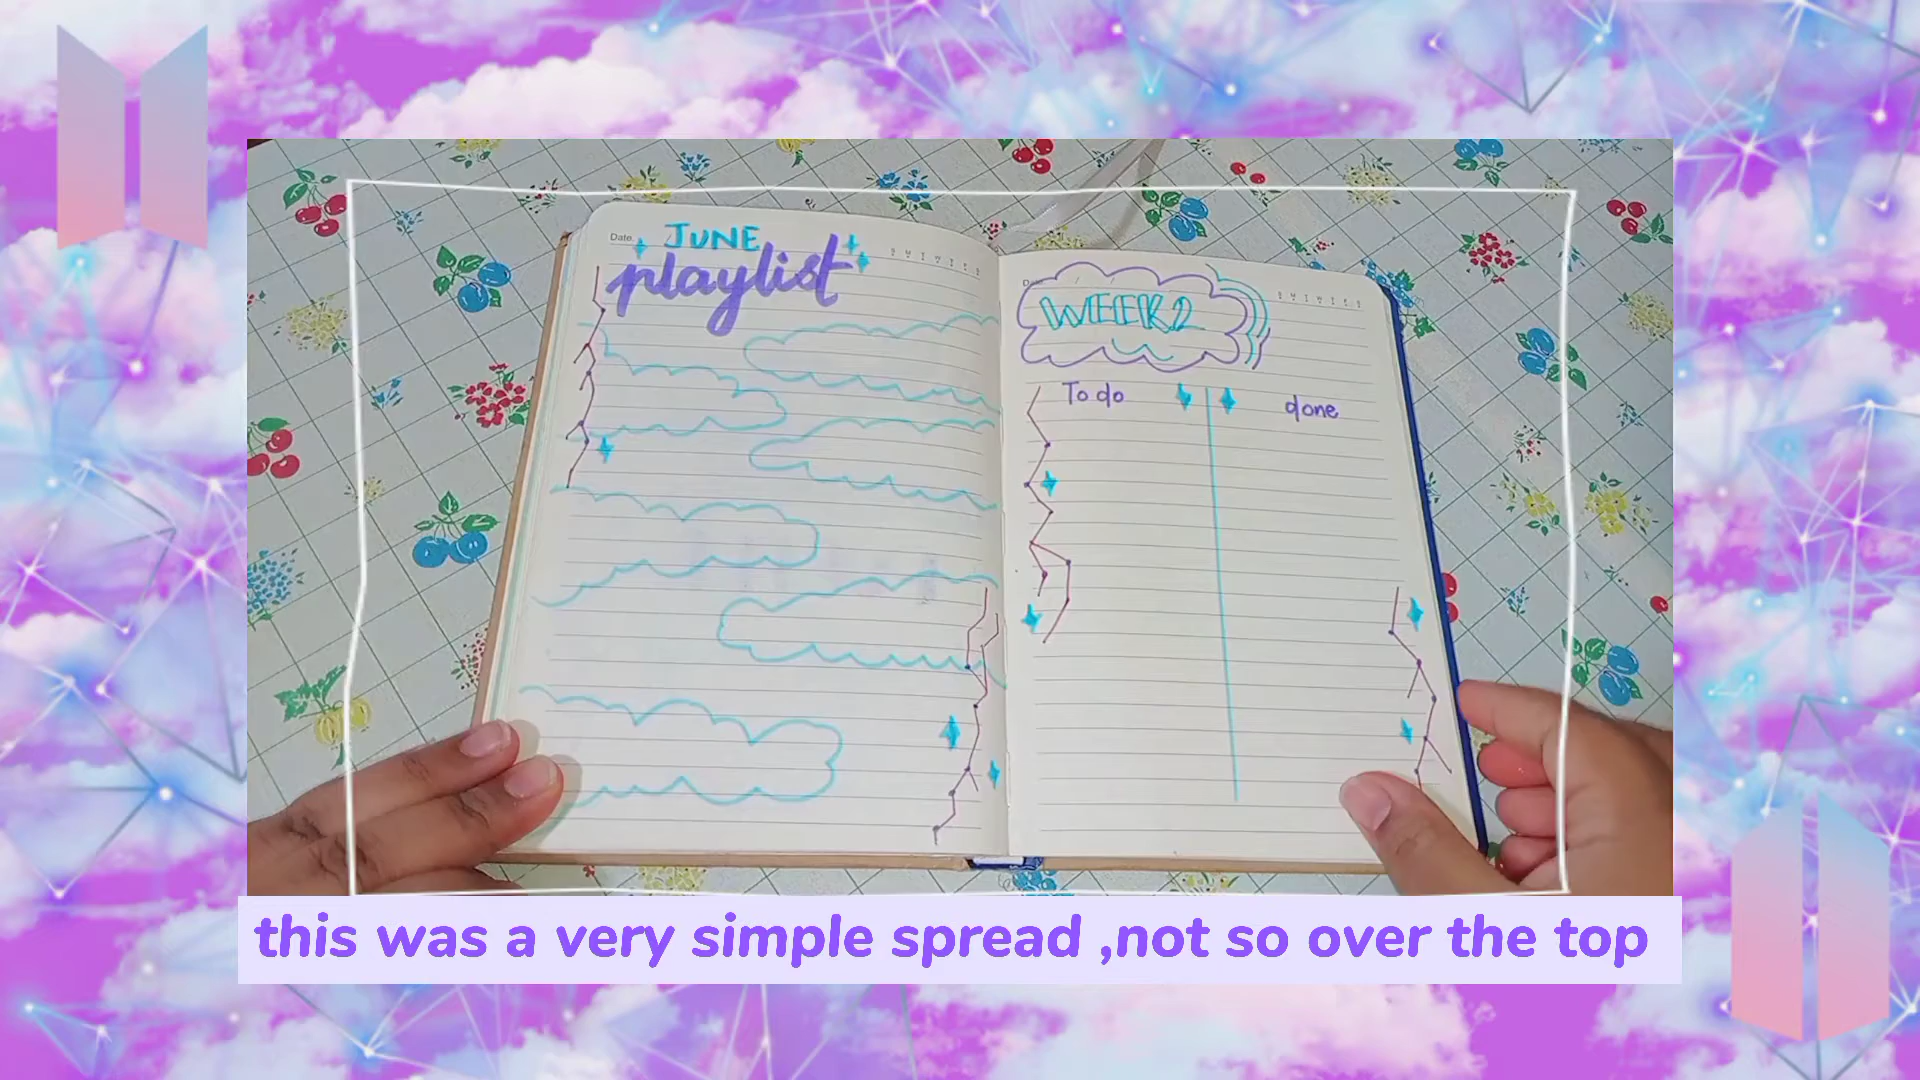 Date.
JUNE
playlist
WEEK 2
To do
done
this was a very simple spread ,not so over the top